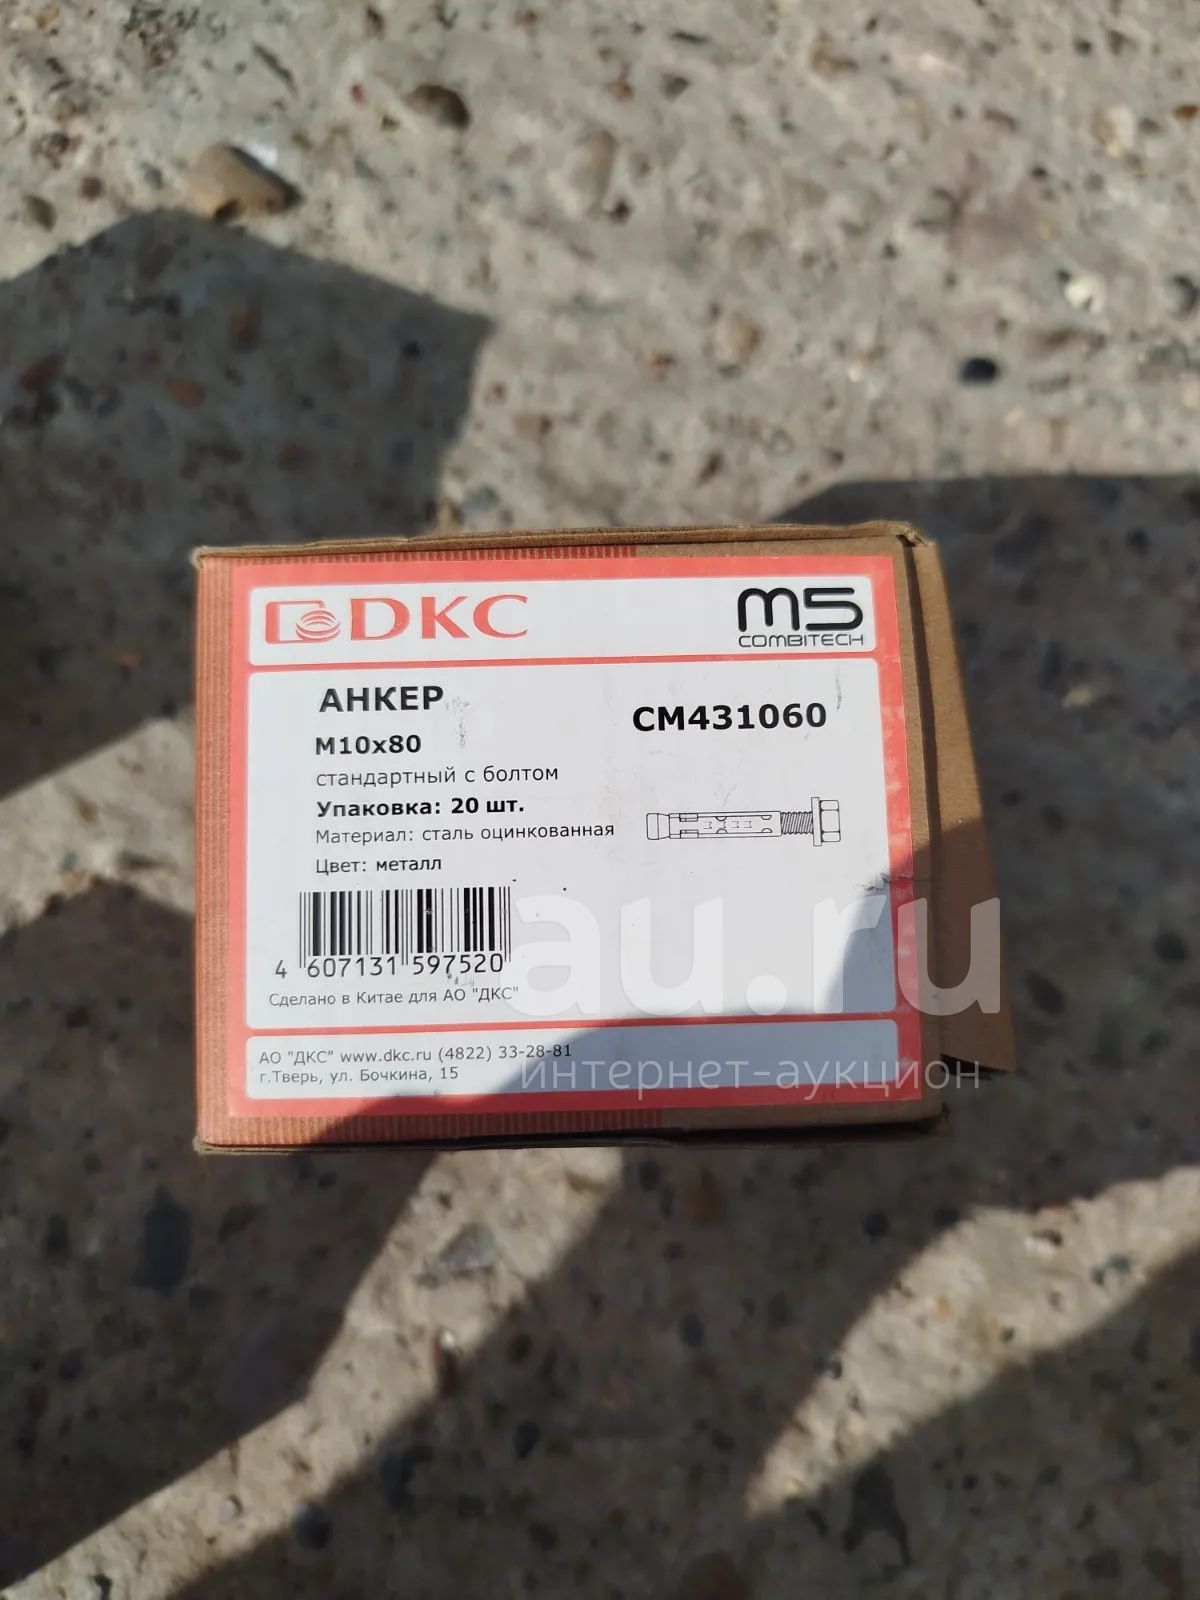 DKC
M5
COMBITECH
АНКЕР
CM431060
M10x80
стандартный с болтом
Упаковка: 20 шт.
Материал: сталь оцинкованная
Цвет: металл
4 607131 597520
Сделано в Китае для АО "ДКС"
АО "ДКС" www.dkc.ru (4822) 33-28-81
г.Тверь, ул. Бочкина, 15
au.ru
интернет-аукцион